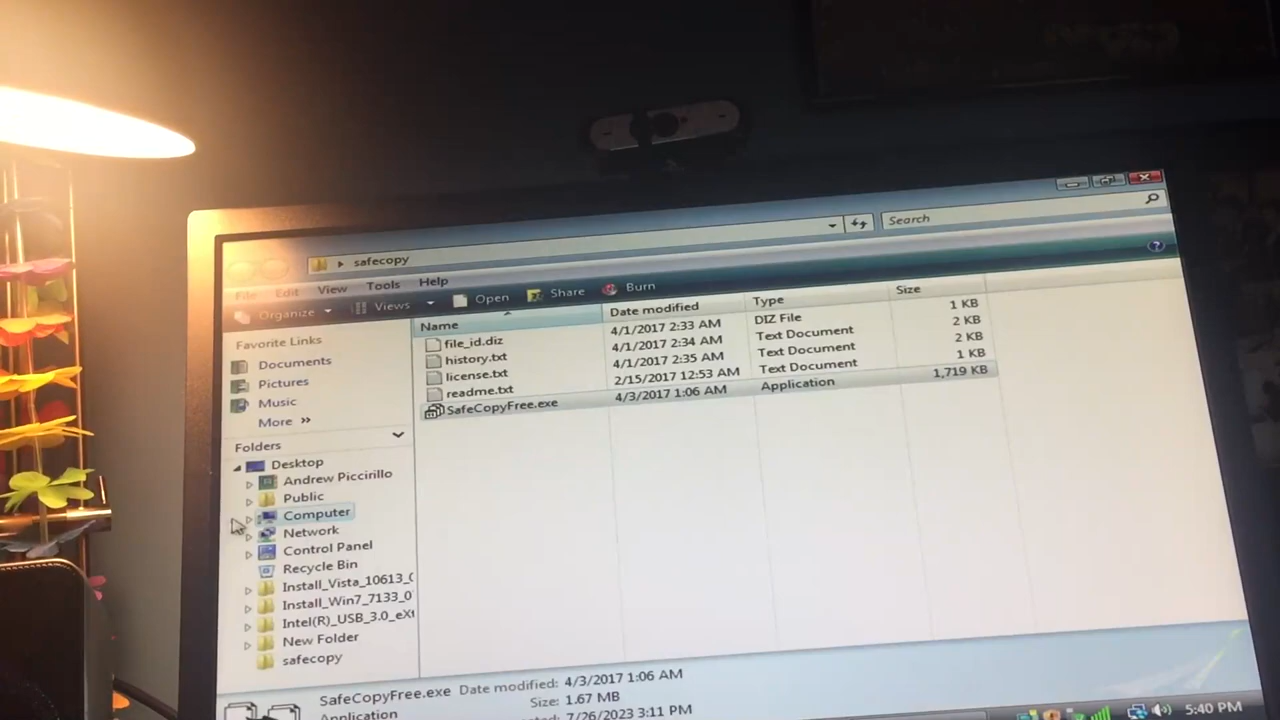 safecopy
Search
File Edit View Tools Help
Organize Views Open Share Burn
Favorite Links
Documents
Pictures
Music
More »
Folders
Desktop
Andrew Piccirillo
Public
Computer
Network
Control Panel
Recycle Bin
Install_Vista_10613_
Install_Win7_7133_0
Intel(R)_USB_3.0_eXt
New Folder
safecopy
Name Date modified Type Size
file_id.diz 4/1/2017 2:33 AM DIZ File 1 KB
history.txt 4/1/2017 2:34 AM Text Document 2 KB
license.txt 4/1/2017 2:35 AM Text Document 2 KB
readme.txt 2/15/2017 12:53 AM Text Document 1 KB
SafeCopyFree.exe 4/3/2017 1:06 AM Application 1,719 KB
SafeCopyFree.exe Date modified: 4/3/2017 1:06 AM
Application Size: 1.67 MB
7/26/2023 3:11 PM
5:40 PM